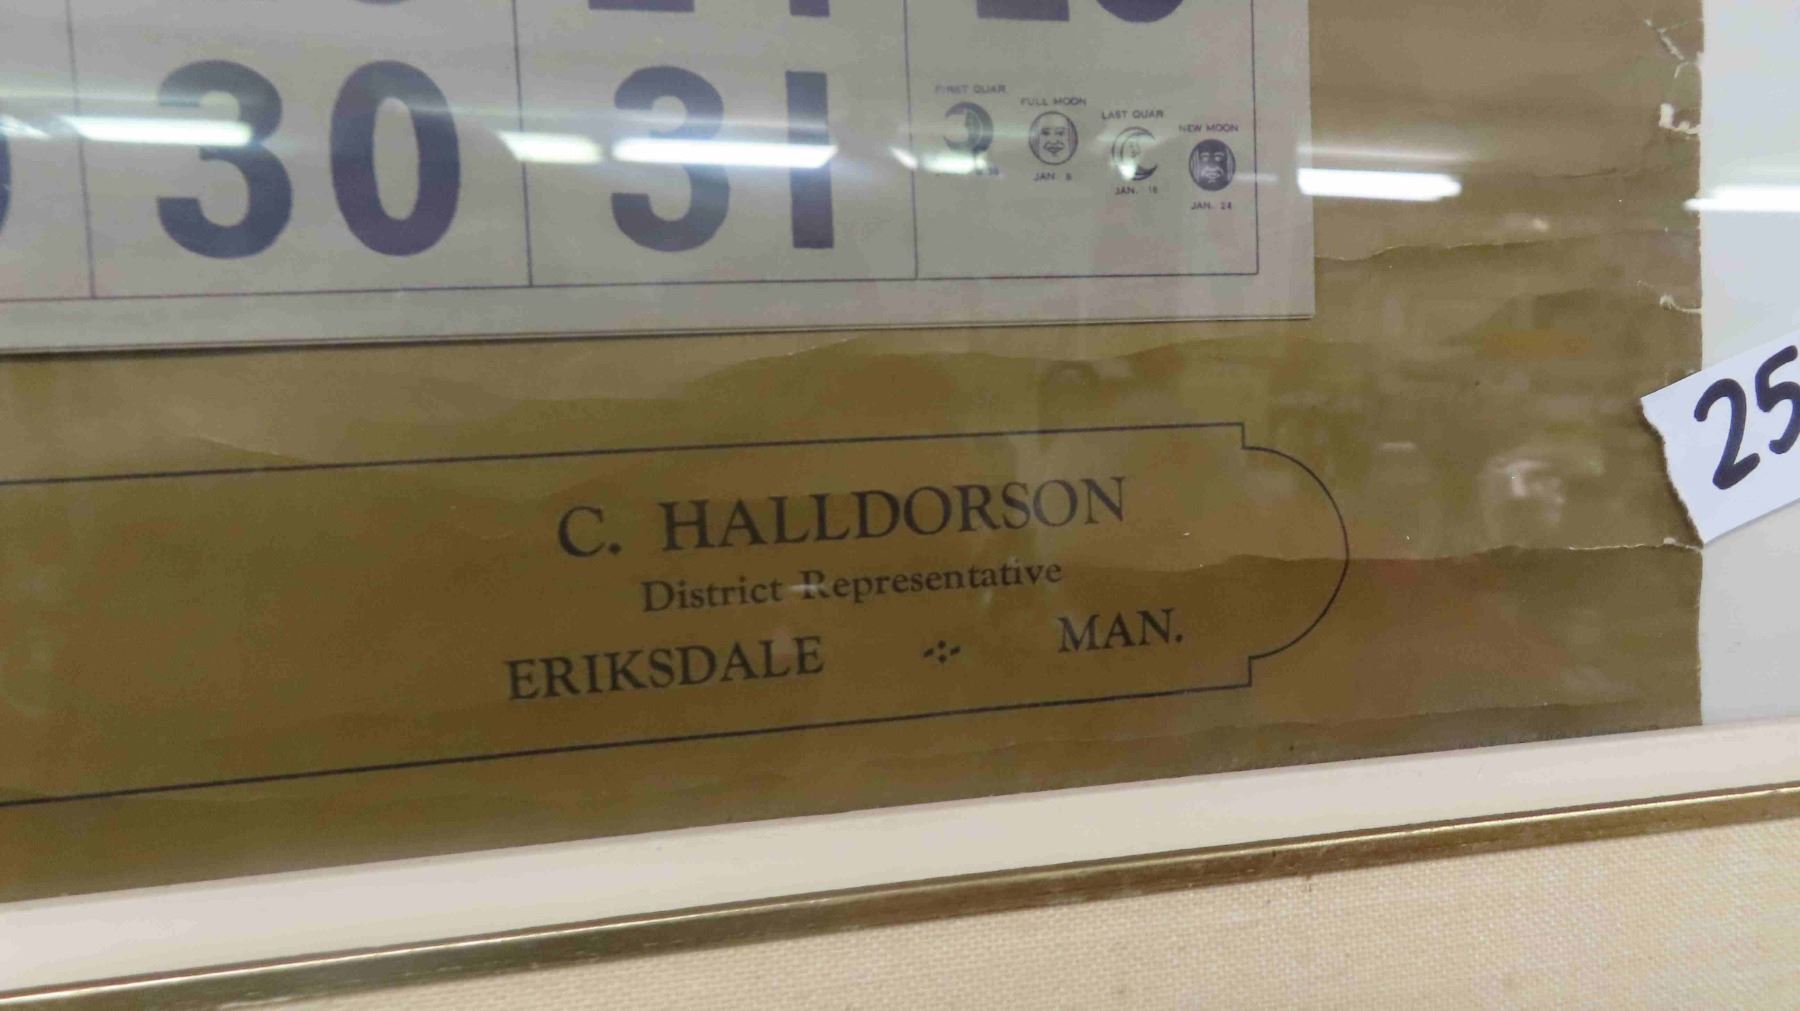 30 31
FIRST QUAR
FULL MOON
JAN. 8
LAST QUAR
JAN. 16
NEW MOON
JAN. 24
C. HALLDORSON
District Representative
ERIKSDALE MAN.
25